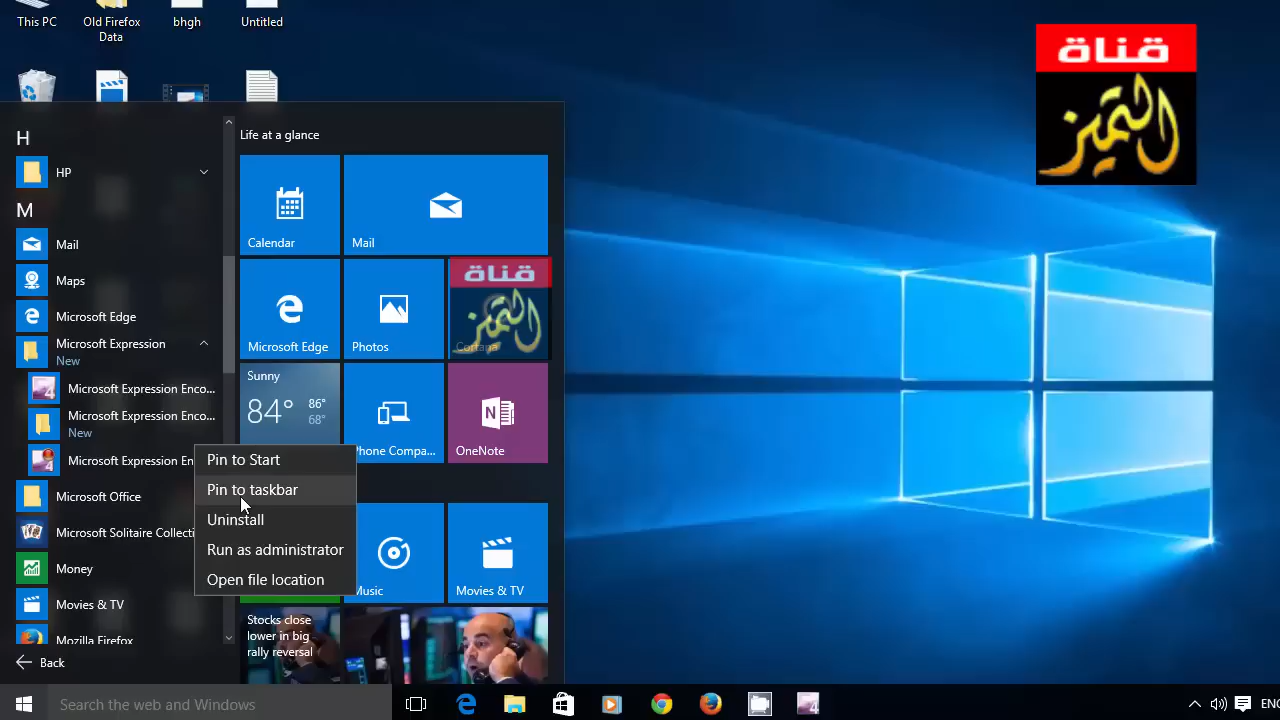 This PC
Old Firefox
Data
bhgh
Untitled
قناة
التميز
H
HP
M
Mail
Maps
Microsoft Edge
Microsoft Expression
New
Microsoft Expression Enco...
Microsoft Expression Enco...
New
Microsoft Expression En
Microsoft Office
Microsoft Solitaire Collecti
Money
Movies & TV
Mozilla Firefox
Back
Life at a glance
Calendar
Mail
Microsoft Edge
Photos
قناة
التميز
Cortana
Sunny
84°
86°
68°
Phone Compa...
N
OneNote
Pin to Start
Pin to taskbar
Uninstall
Run as administrator
Open file location
Music
Movies & TV
Stocks close
lower in big
rally reversal
Search the web and Windows
4
ENG